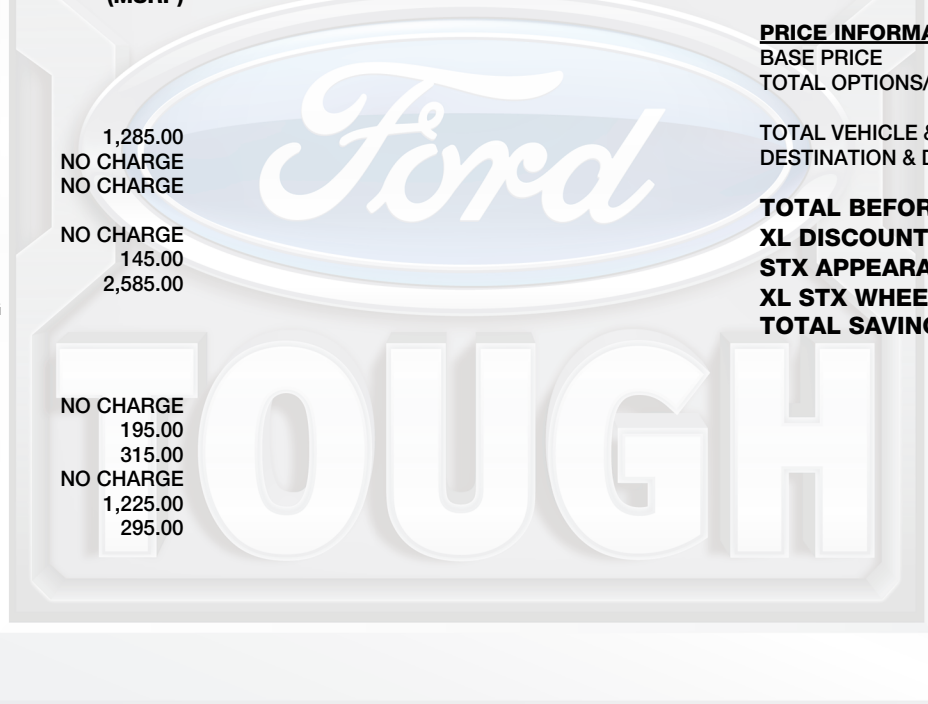 (MSRP)
1,285.00
NO CHARGE
NO CHARGE
NO CHARGE
145.00
2,585.00
NO CHARGE
195.00
315.00
NO CHARGE
1,225.00
295.00
Ford
TOUGH
PRICE INFORMA
BASE PRICE
TOTAL OPTIONS/
TOTAL VEHICLE &
DESTINATION & D
TOTAL BEFOR
XL DISCOUNT
STX APPEARA
XL STX WHEE
TOTAL SAVING